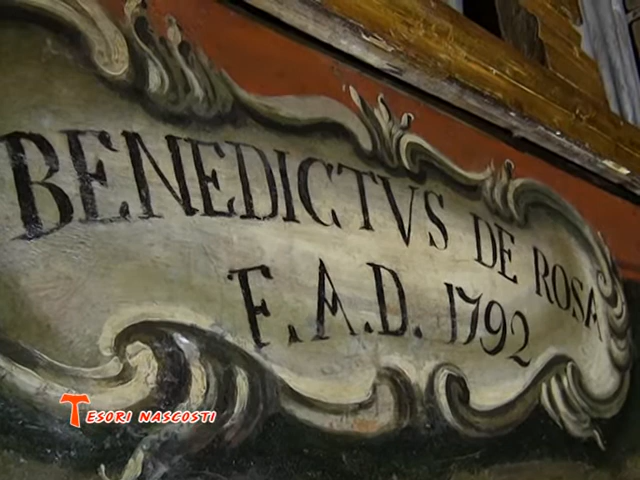 BENEDICTVS DE ROSA
F. A. D. 1792
TESORI NASCOSTI